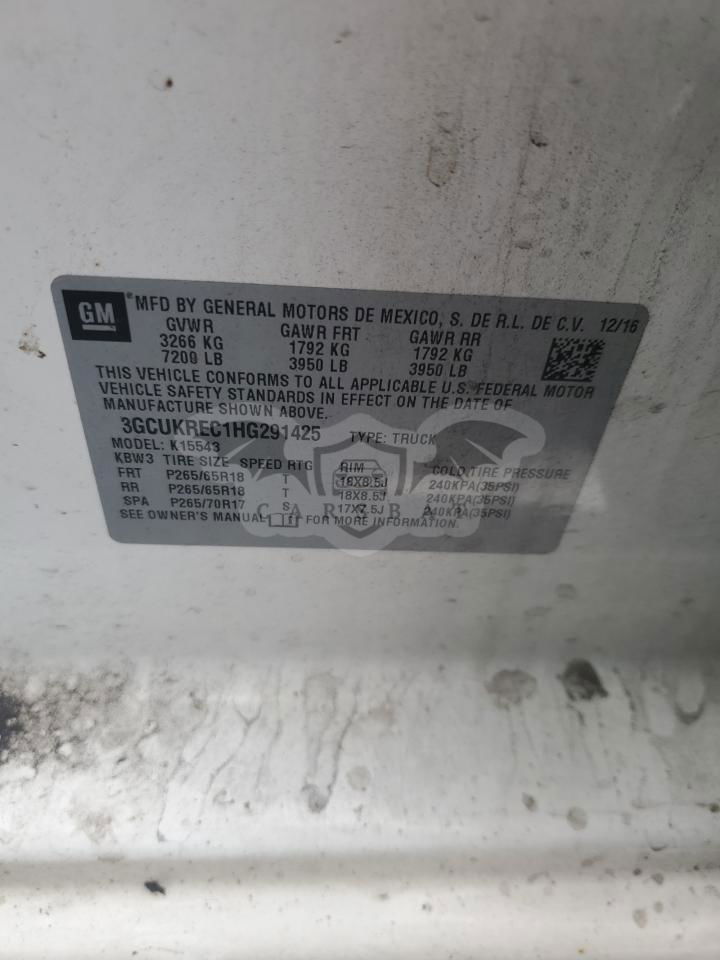 GM ® MFD BY GENERAL MOTORS DE MEXICO, S. DE R.L. DE C.V. 12/16
GVWR GAWR FRT GAWR RR
3266 KG 1792 KG 1792 KG
7200 LB 3950 LB 3950 LB
THIS VEHICLE CONFORMS TO ALL APPLICABLE U.S. FEDERAL MOTOR
VEHICLE SAFETY STANDARDS IN EFFECT ON THE DATE OF
MANUFACTURE SHOWN ABOVE.
3GCUKREC1HG291425 TYPE: TRUCK
MODEL: K15543
KBW3 TIRE SIZE SPEED RTG RIM COLD TIRE PRESSURE
FRT P265/65R18 T 18X8.5J 240KPA(35PSI)
RR P265/65R18 T 18X8.5J 240KPA(35PSI)
SPA P265/70R17 S 17X7.5J 240KPA(35PSI)
SEE OWNER'S MANUAL FOR MORE INFORMATION.